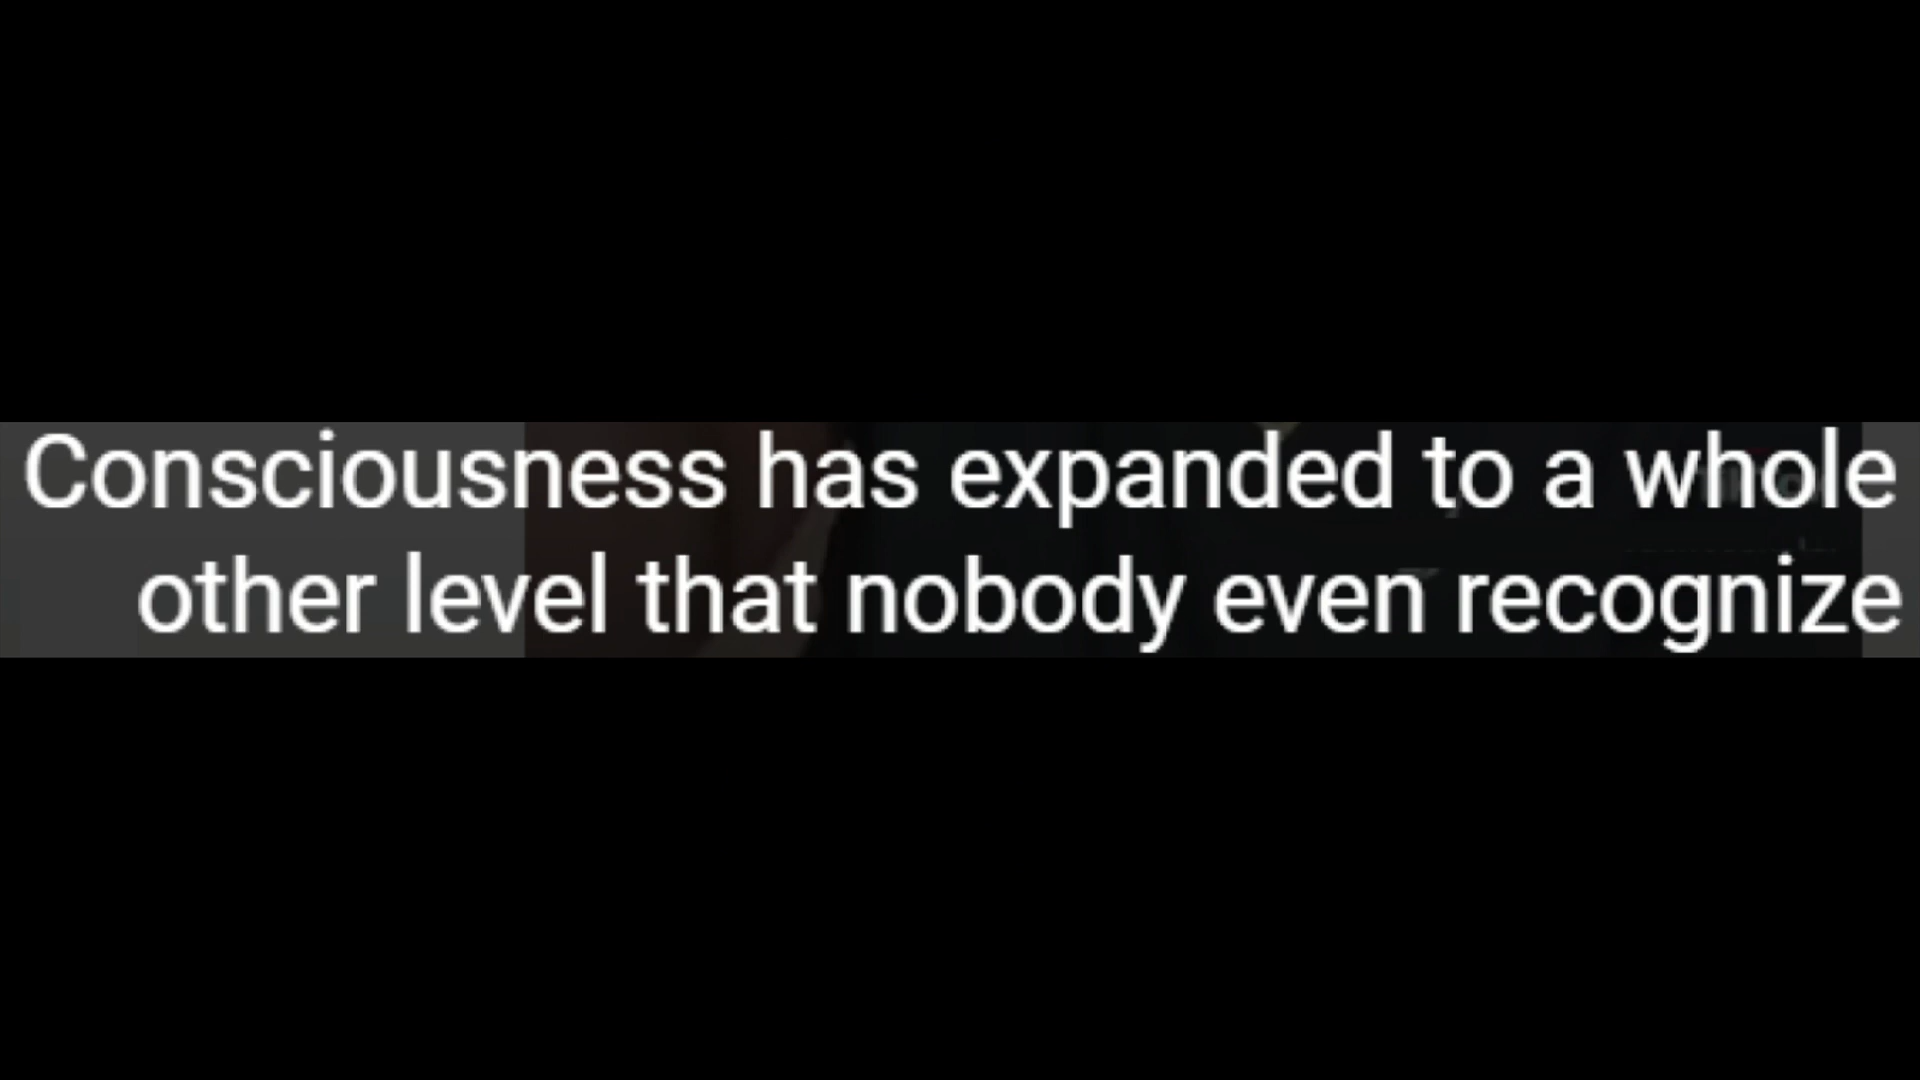 Consciousness has expanded to a whole
other level that nobody even recognize